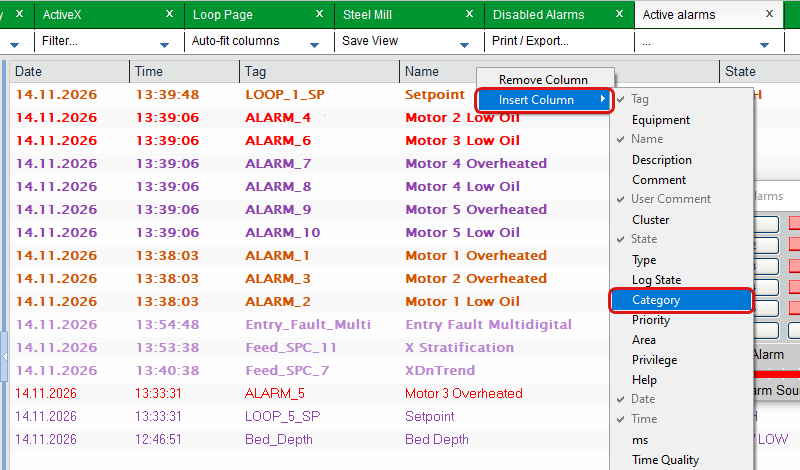 y × ActiveX × Loop Page × Steel Mill × Disabled Alarms × Active alarms ×
Filter... Auto-fit columns Save View Print / Export... ...
Date Time Tag Name State
Remove Column
Insert Column
14.11.2026 13:39:48 LOOP_1_SP Setpoint H
14.11.2026 13:39:06 ALARM_4 Motor 2 Low Oil
14.11.2026 13:39:06 ALARM_6 Motor 3 Low Oil
14.11.2026 13:39:06 ALARM_7 Motor 4 Overheated
14.11.2026 13:39:06 ALARM_8 Motor 4 Low Oil
14.11.2026 13:39:06 ALARM_9 Motor 5 Overheated
14.11.2026 13:39:06 ALARM_10 Motor 5 Low Oil
14.11.2026 13:38:03 ALARM_1 Motor 1 Overheated
14.11.2026 13:38:03 ALARM_3 Motor 2 Overheated
14.11.2026 13:38:03 ALARM_2 Motor 1 Low Oil
14.11.2026 13:54:48 Entry_Fault_Multi Entry Fault Multidigital
14.11.2026 13:53:38 Feed_SPC_11 X Stratification
14.11.2026 13:40:38 Feed_SPC_7 XDnTrend
14.11.2026 13:33:31 ALARM_5 Motor 3 Overheated
14.11.2026 13:33:31 LOOP_5_SP Setpoint H
14.11.2026 12:46:51 Bed_Depth Bed Depth LOW
Tag
Equipment
Name
Description
Comment
User Comment
Cluster
State
Type
Log State
Category
Priority
Area
Privilege
Help
Date
Time
ms
Time Quality
larms
Alarm
arm Sou